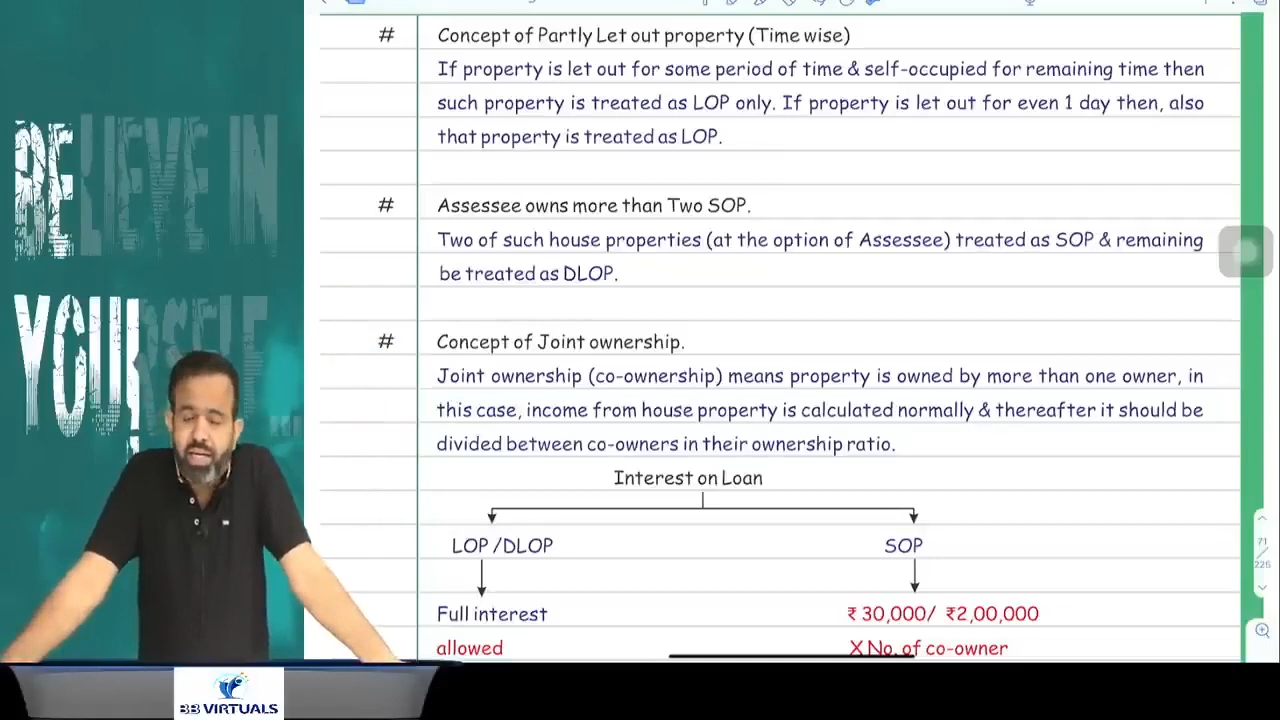 BELIEVE IN
YOURSELF...
# Concept of Partly Let out property (Time wise)
If property is let out for some period of time & self-occupied for remaining time then
such property is treated as LOP only. If property is let out for even 1 day then, also
that property is treated as LOP.
# Assessee owns more than Two SOP.
Two of such house properties (at the option of Assessee) treated as SOP & remaining
be treated as DLOP.
# Concept of Joint ownership.
Joint ownership (co-ownership) means property is owned by more than one owner, in
this case, income from house property is calculated normally & thereafter it should be
divided between co-owners in their ownership ratio.
Interest on Loan
LOP /DLOP SOP
Full interest ₹ 30,000/ ₹2,00,000
allowed X No. of co-owner
71
225
BB VIRTUALS